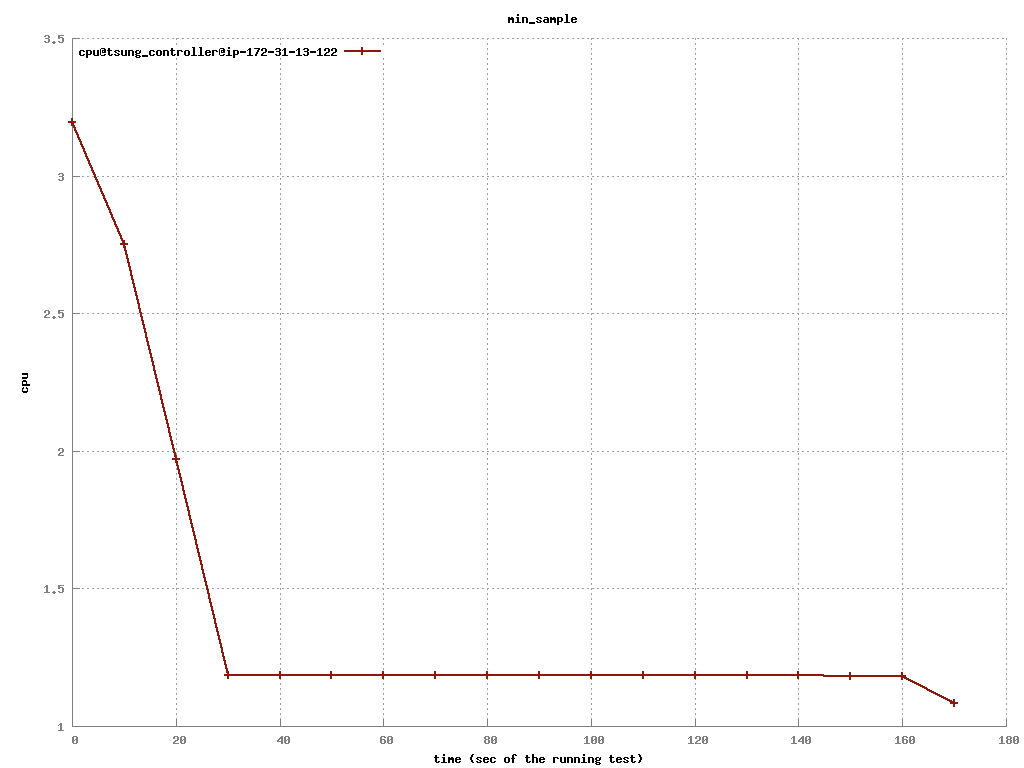 min_sample
cpu@tsung_controller@ip-172-31-13-122
3.5
3
2.5
2
1.5
1
cpu
0 20 40 60 80 100 120 140 160 180
time (sec of the running test)